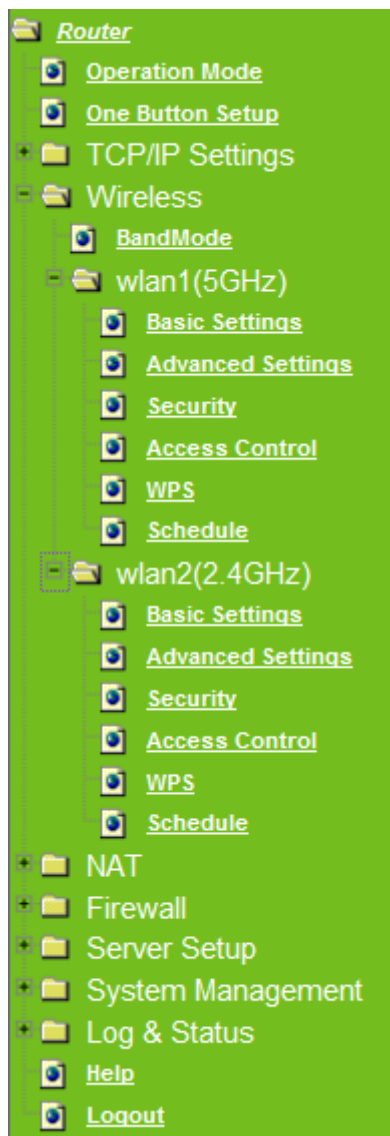 Router
Operation Mode
One Button Setup
TCP/IP Settings
Wireless
BandMode
wlan1(5GHz)
Basic Settings
Advanced Settings
Security
Access Control
WPS
Schedule
wlan2(2.4GHz)
Basic Settings
Advanced Settings
Security
Access Control
WPS
Schedule
NAT
Firewall
Server Setup
System Management
Log & Status
Help
Logout